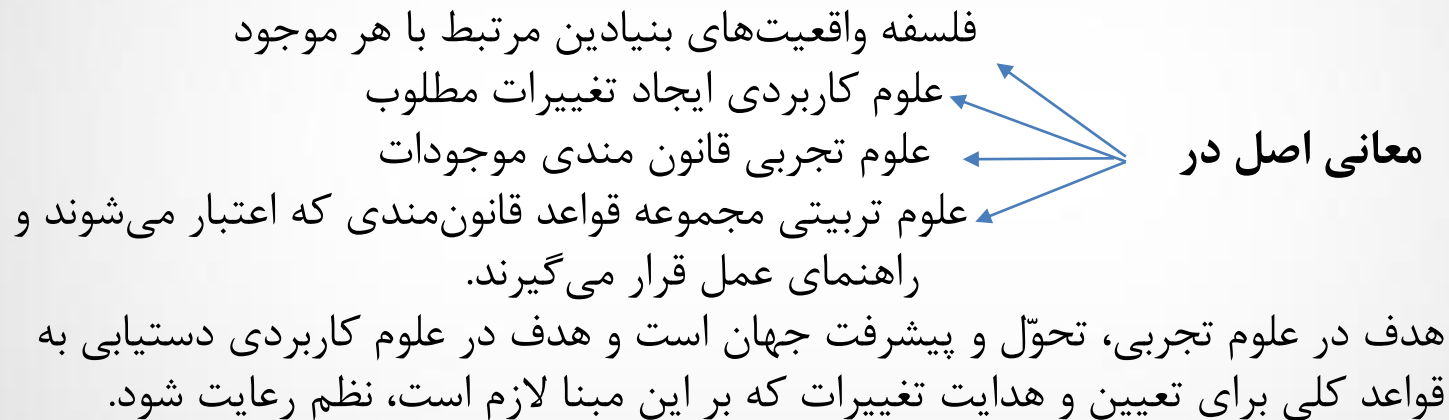 فلسفه واقعیت‌های بنیادین مرتبط با هر موجود
علوم کاربردی ایجاد تغییرات مطلوب
معانی اصل در
علوم تجربی قانون مندی موجودات
علوم تربیتی مجموعه قواعد قانون‌مندی که اعتبار می‌شوند و
راهنمای عمل قرار می‌گیرند.
هدف در علوم تجربی، تحوّل و پیشرفت جهان است و هدف در علوم کاربردی دستیابی به
قواعد کلی برای تعیین و هدایت تغییرات که بر این مبنا لازم است، نظم رعایت شود.